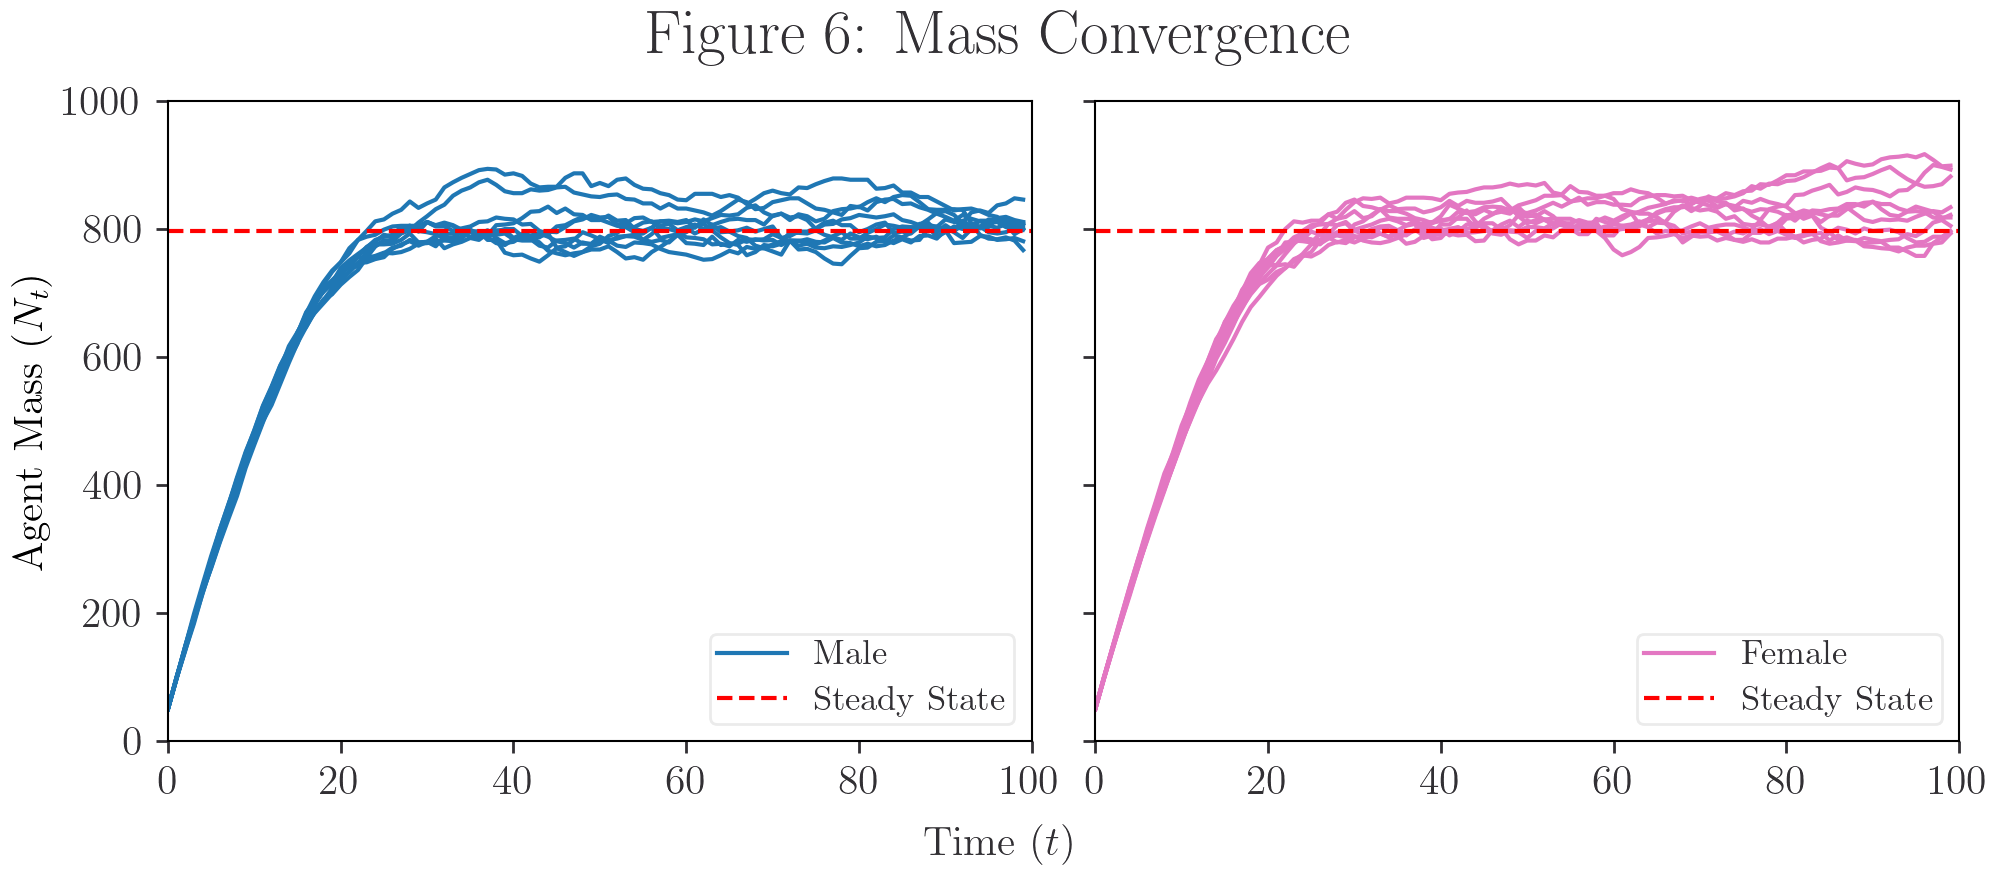 Figure 6: Mass Convergence
Agent Mass (N_t)
1000
800
600
400
200
0
0 20 40 60 80 100
Male
Steady State
0 20 40 60 80 100
Female
Steady State
Time (t)